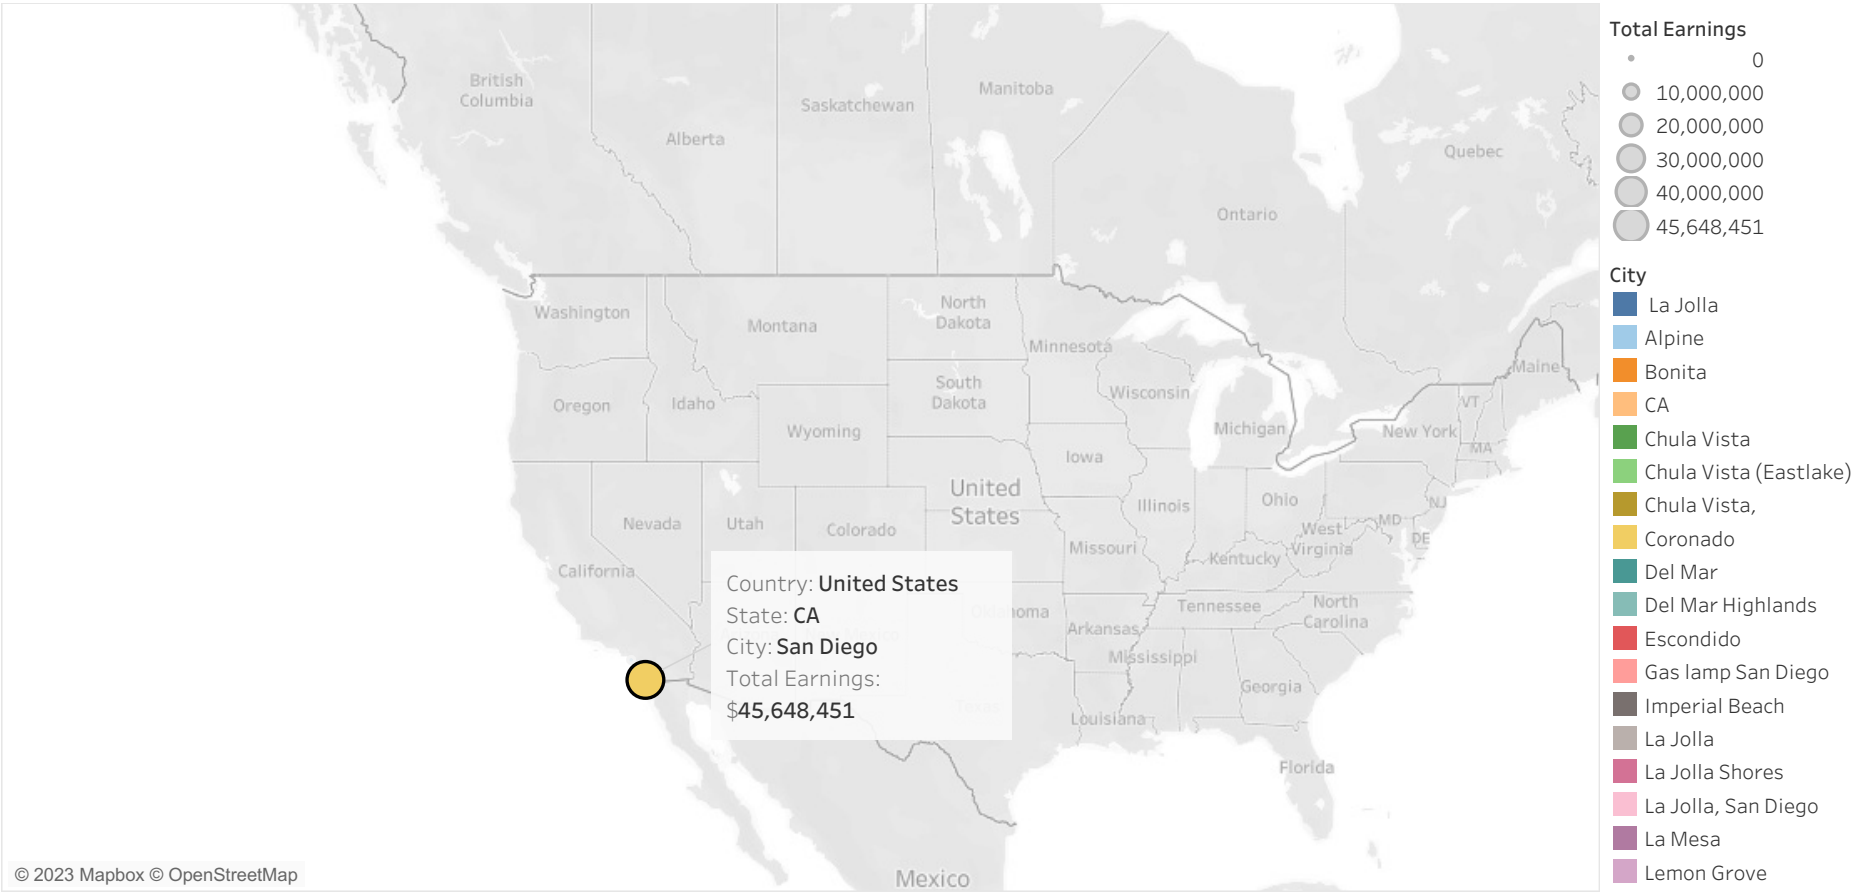 British
Columbia
Alberta
Saskatchewan
Manitoba
Ontario
Quebec
Washington
Montana
North
Dakota
Minnesota
Maine
Oregon
Idaho
South
Dakota
Wisconsin
VT
Wyoming
Michigan
New York
MA
Iowa
Nevada
Utah
Colorado
United
States
Illinois
Ohio
NJ
West
Virginia
MD
DE
California
Missouri
Kentucky
Oklahoma
Arkansas
Tennessee
North
Carolina
Mississippi
Georgia
Texas
Louisiana
Florida
Mexico
Country: United States
State: CA
City: San Diego
Total Earnings:
$45,648,451
© 2023 Mapbox © OpenStreetMap
Total Earnings
0
10,000,000
20,000,000
30,000,000
40,000,000
45,648,451
City
La Jolla
Alpine
Bonita
CA
Chula Vista
Chula Vista (Eastlake)
Chula Vista,
Coronado
Del Mar
Del Mar Highlands
Escondido
Gas lamp San Diego
Imperial Beach
La Jolla
La Jolla Shores
La Jolla, San Diego
La Mesa
Lemon Grove